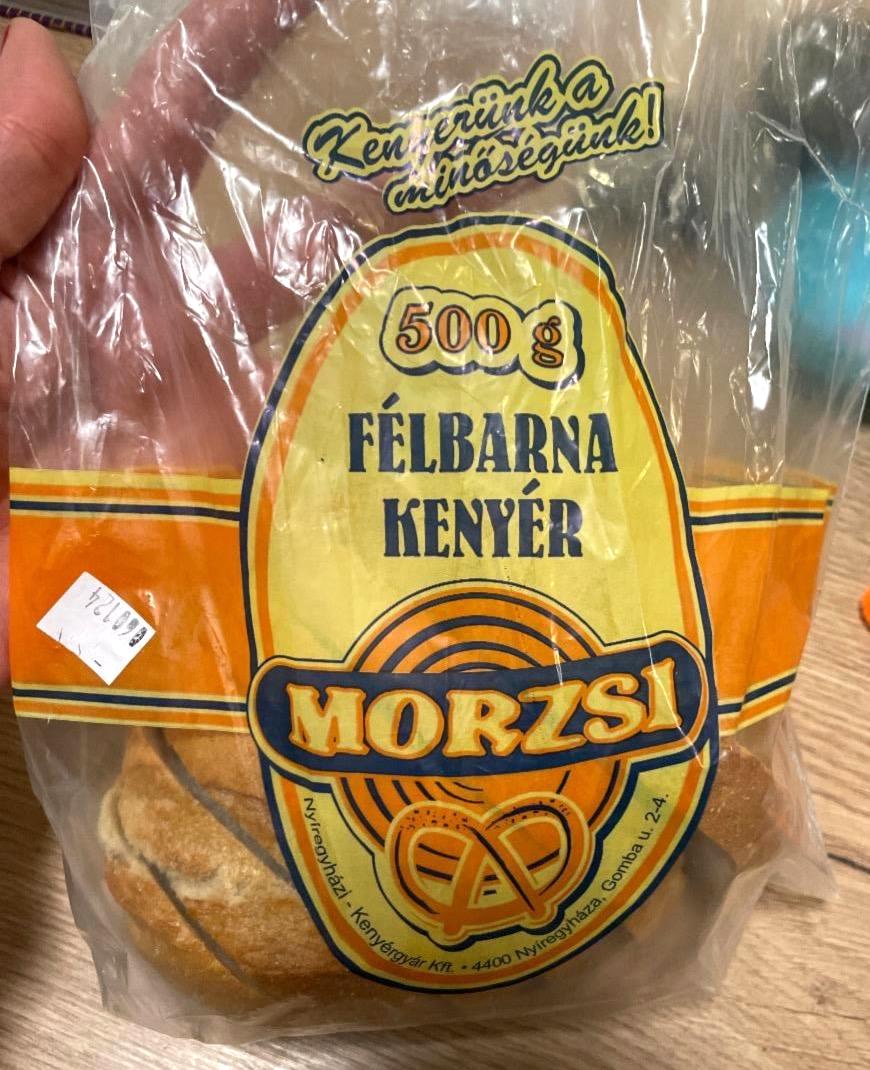 Kenyerünk a
minőségünk!
500 g
FÉLBARNA
KENYÉR
MORZSI
Nyíregyházi - Kenyérgyár Kft. • 4400 Nyíregyháza, Gomba u. 2-4.